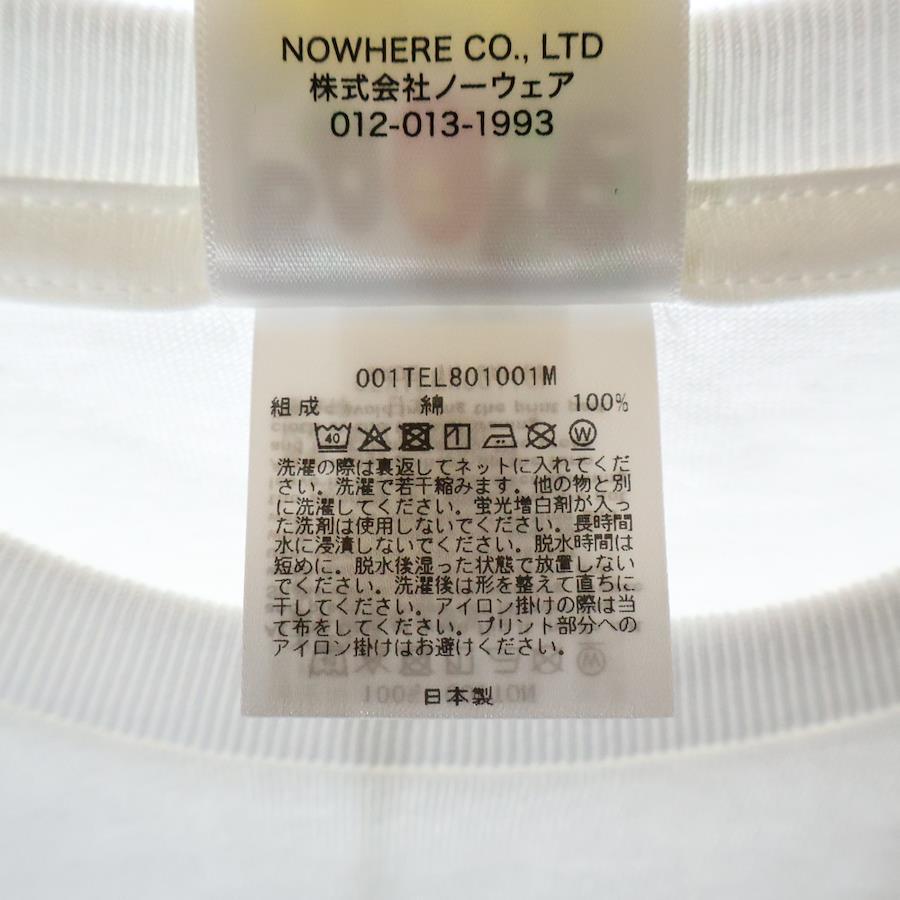 NOWHERE CO., LTD
株式会社ノーウェア
012-013-1993
001TEL801001M
組成 綿 100%
40 W
洗濯の際は裏返してネットに入れてくだ
さい。洗濯で若干縮みます。他の物と別
に洗濯してください。蛍光増白剤が入っ
た洗剤は使用しないでください。長時間
水に浸漬しないでください。脱水時間は
短めに。脱水後湿った状態で放置しない
でください。洗濯後は形を整えて直ちに
干してください。アイロン掛けの際は当
て布をしてください。プリント部分への
アイロン掛けはお避けください。
日本製